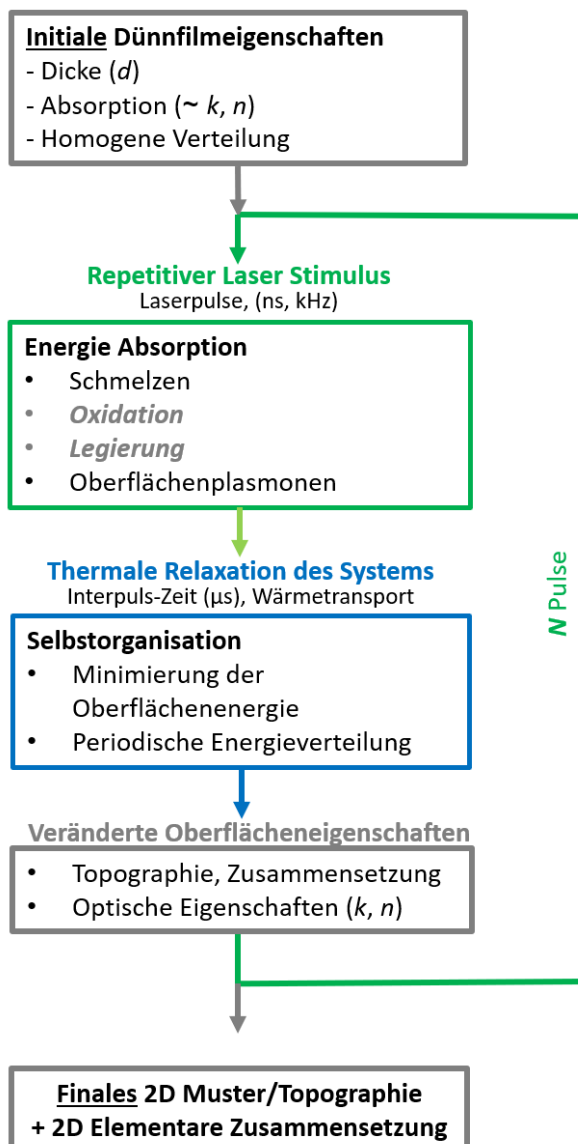 Initiale Dünnfilmeigenschaften
- Dicke (d)
- Absorption (~ k, n)
- Homogene Verteilung
Repetitiver Laser Stimulus
Laserpulse, (ns, kHz)
Energie Absorption
• Schmelzen
• Oxidation
• Legierung
• Oberflächenplasmonen
Thermale Relaxation des Systems
Interpuls-Zeit (µs), Wärmetransport
Selbstorganisation
• Minimierung der
Oberflächenenergie
• Periodische Energieverteilung
N Pulse
Veränderte Oberflächeneigenschaften
• Topographie, Zusammensetzung
• Optische Eigenschaften (k, n)
Finales 2D Muster/Topographie
+ 2D Elementare Zusammensetzung